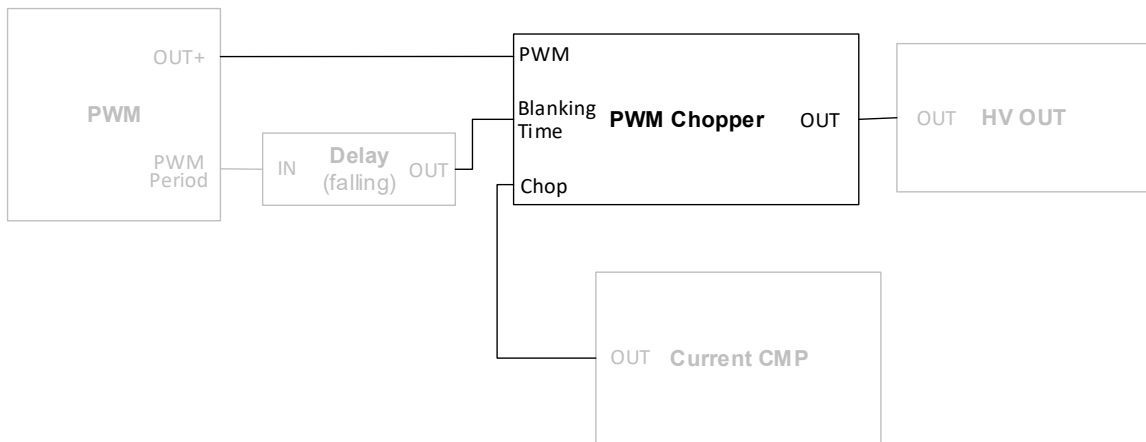 OUT+
PWM
PWM
Period
IN
Delay
(falling)
OUT
PWM
Blanking
Time
PWM Chopper
OUT
Chop
OUT
HV OUT
OUT
Current CMP